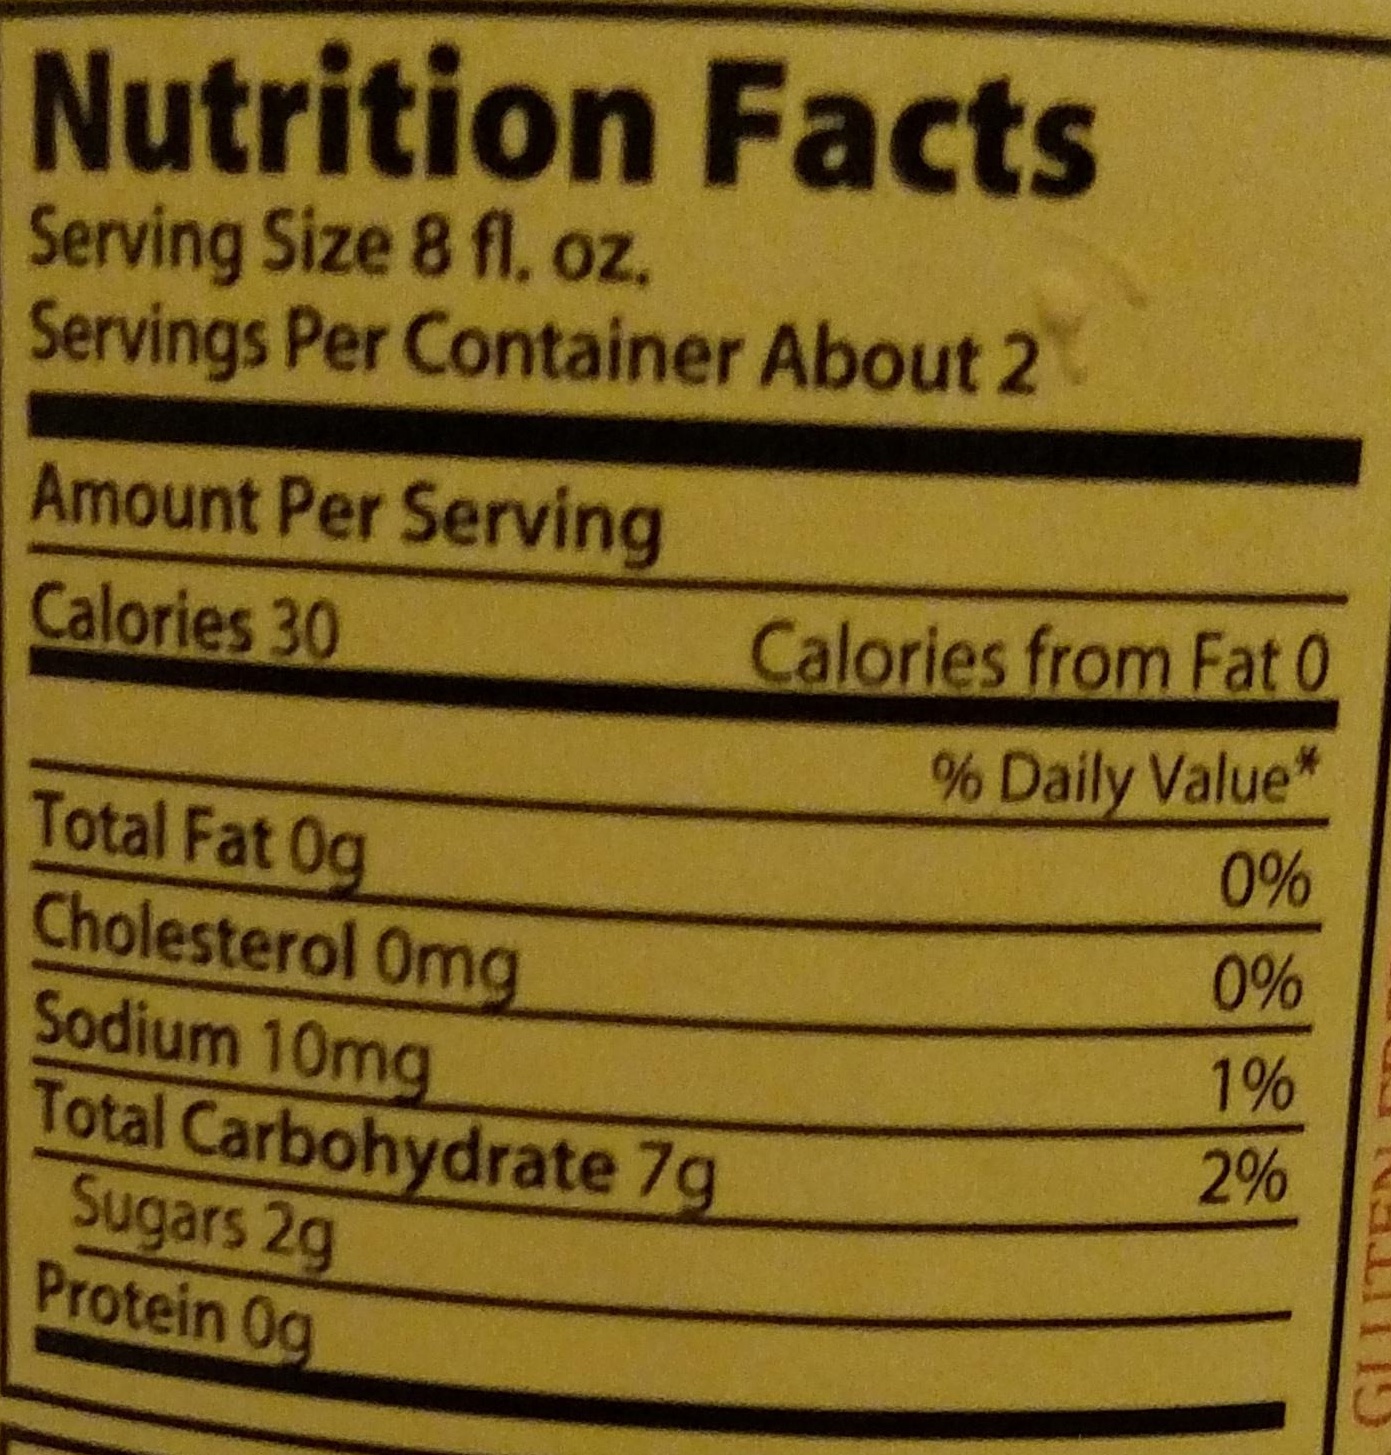 Nutrition Facts
Serving Size 8 fl. oz.
Servings Per Container About 2
Amount Per Serving
Calories 30 Calories from Fat 0
% Daily Value*
Total Fat 0g 0%
Cholesterol 0mg 0%
Sodium 10mg 1%
Total Carbohydrate 7g 2%
Sugars 2g
Protein 0g
GLUTEN